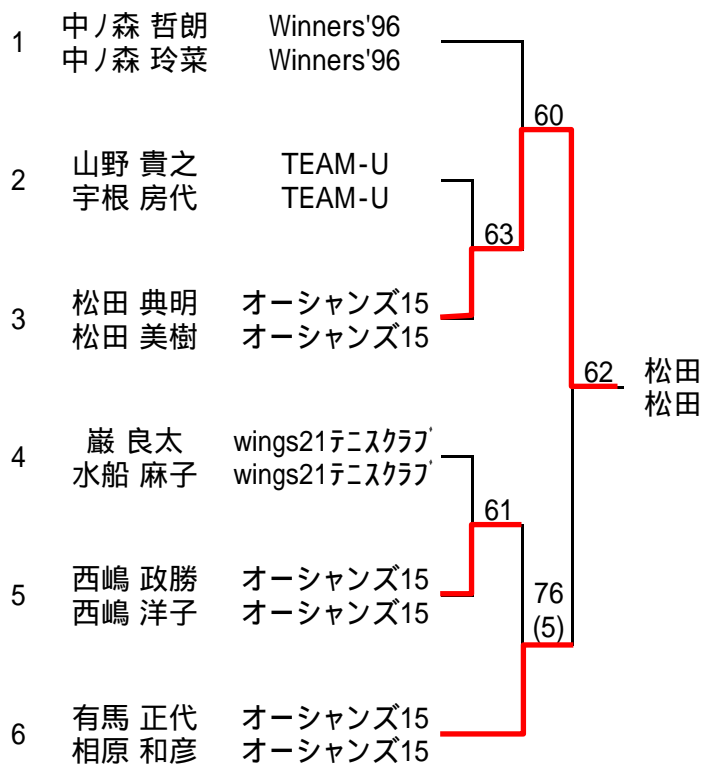 1 中ノ森 哲朗 Winners'96
中ノ森 玲菜 Winners'96
60
2 山野 貴之 TEAM-U
宇根 房代 TEAM-U
63
3 松田 典明 オーシャンズ15
松田 美樹 オーシャンズ15
62 松田
松田
4 巌 良太 wings21ﾃﾆｽｸﾗﾌﾞ
水船 麻子 wings21ﾃﾆｽｸﾗﾌﾞ
61
5 西嶋 政勝 オーシャンズ15
西嶋 洋子 オーシャンズ15
76
(5)
6 有馬 正代 オーシャンズ15
相原 和彦 オーシャンズ15